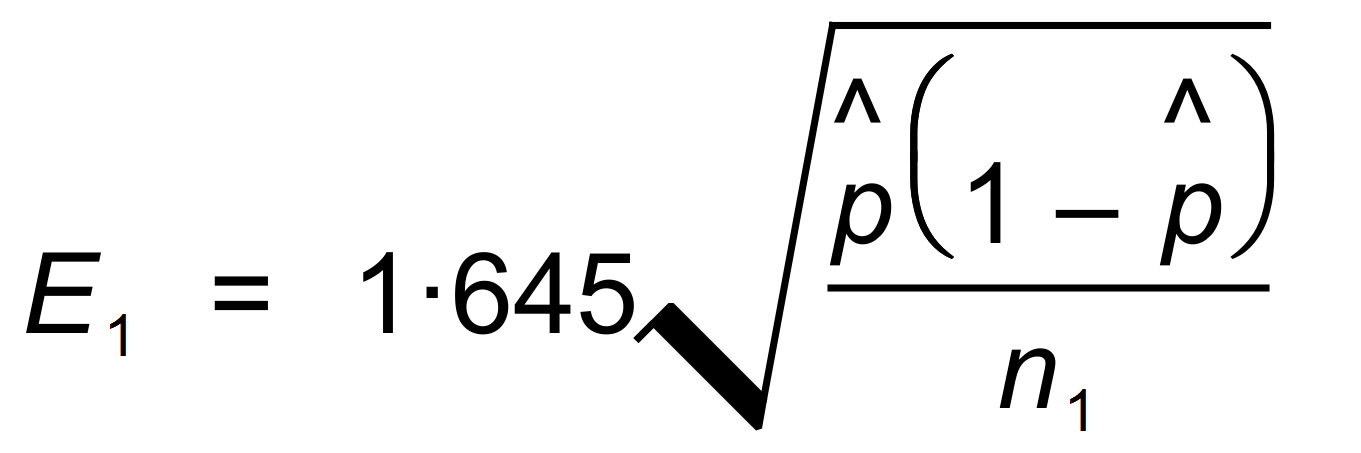 E₁ = 1·645√(p̂(1 – p̂)/n₁)